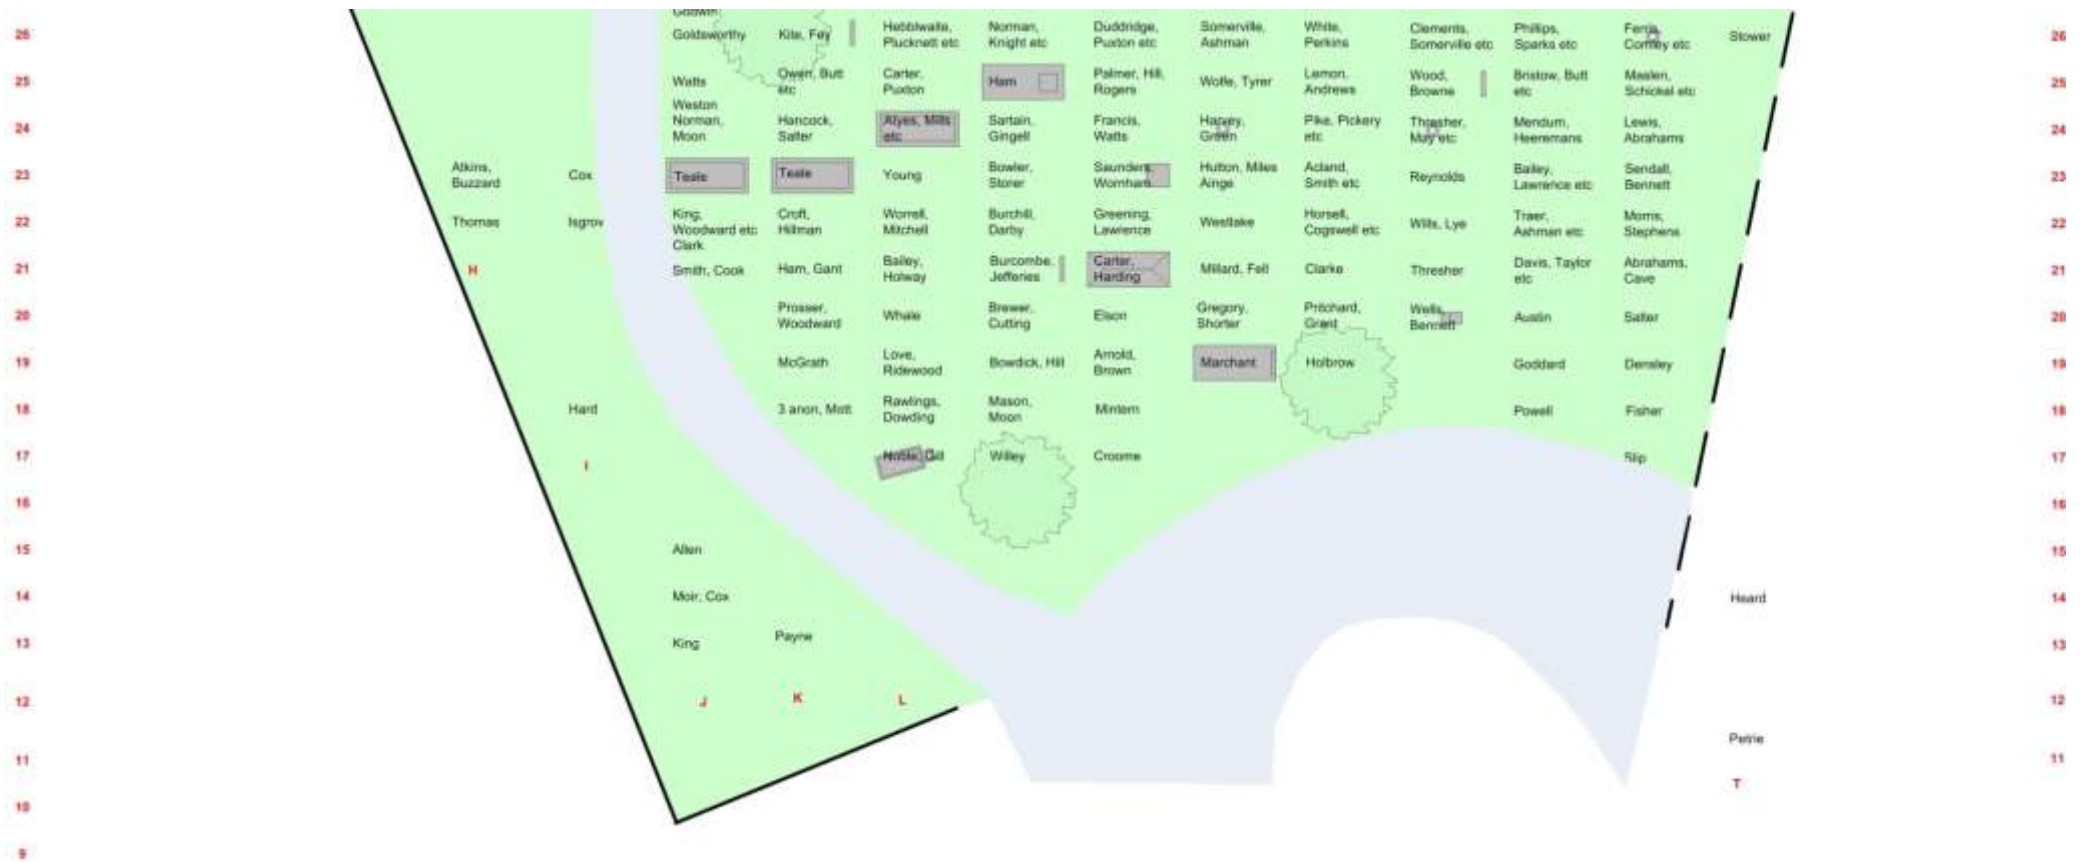 Godwin
26 Goldsworthy Kite, Fey Hebblwaite, Plucknett etc Norman, Knight etc Duddridge, Puxton etc Somerville, Ashman White, Perkins Clements, Somerville etc Phillips, Sparks etc Ferris, Comley etc Stower 26
25 Watts Owen, Butt etc Carter, Puxton Ham Palmer, Hill, Rogers Wolfe, Tyrer Lemon, Andrews Wood, Browne Bristow, Butt etc Maslen, Schickel etc 25
Weston
24 Norman, Moon Hancock, Salter Alyes, Mills etc Sartain, Gingell Francis, Watts Harvey, Green Pike, Pickery etc Thrasher, May etc Mendum, Heeremans Lewis, Abrahams 24
23 Atkins, Buzzard Cox Teale Teale Young Bowler, Storer Saunders, Wornham Hutton, Miles Ainge Acland, Smith etc Reynolds Bailey, Lawrence etc Sendall, Bennett 23
22 Thomas Isgrov King, Woodward etc Croft, Hillman Worrell, Mitchell Burchill, Darby Greening, Lawrence Westlake Horsell, Cogswell etc Wills, Lye Traer, Ashman etc Morris, Stephens 22
Clark
21 H Smith, Cook Ham, Gant Bailey, Holway Burcombe, Jefferies Carter, Harding Millard, Fell Clarke Thresher Davis, Taylor etc Abrahams, Cave 21
20 Prosser, Woodward Whale Brewer, Cutting Elson Gregory, Shorter Pritchard, Grant Wells, Bennett Austin Salter 20
19 McGrath Love, Ridewood Bowdick, Hill Arnold, Brown Marchant Holbrow Goddard Densley 19
18 Hard 3 anon, Mott Rawlings, Dowding Mason, Moon Mintern Powell Fisher 18
17 I Noble, Gill Willey Croome Slip 17
16 16
15 Allen 15
14 Moir, Cox Heard 14
13 King Payne 13
12 J K L 12
Petrie
11 11
T
10
9